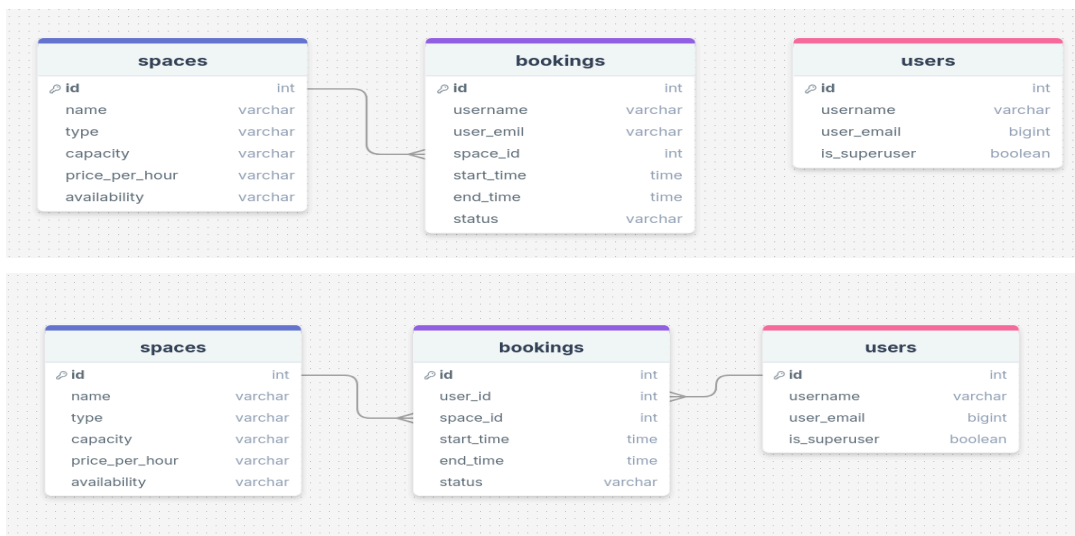 spaces
id int
name varchar
type varchar
capacity varchar
price_per_hour varchar
availability varchar
bookings
id int
username varchar
user_emil varchar
space_id int
start_time time
end_time time
status varchar
users
id int
username varchar
user_email bigint
is_superuser boolean
spaces
id int
name varchar
type varchar
capacity varchar
price_per_hour varchar
availability varchar
bookings
id int
user_id int
space_id int
start_time time
end_time time
status varchar
users
id int
username varchar
user_email bigint
is_superuser boolean